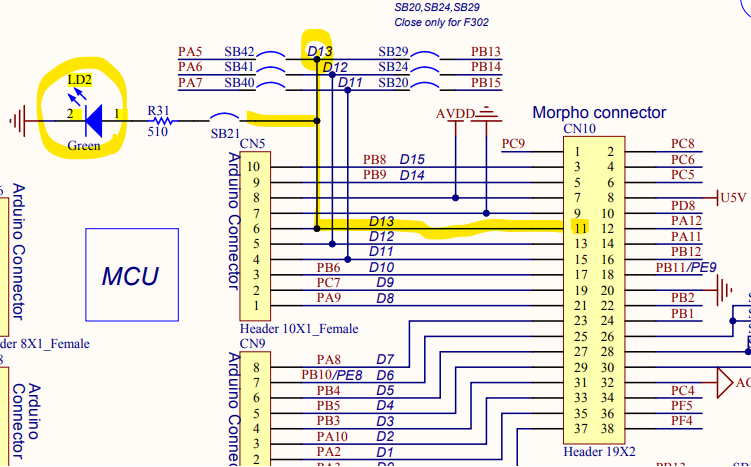 SB20,SB24,SB29
Close only for F302
PA5 SB42 D13 SB29 PB13
PA6 SB41 D12 SB24 PB14
PA7 SB40 D11 SB20 PB15
LD2
2 1
Green
R31
510
SB21
AVDD
Morpho connector
CN10
CN5
PC9 1 2 PC8
10 PB8 D15 3 4 PC6
9 PB9 D14 5 6 PC5
8 7 8 U5V
7 9 10 PD8
6 D13 11 12 PA12
5 D12 13 14 PA11
4 D11 15 16 PB12
3 PB6 D10 17 18 PB11/PE9
2 PC7 D9 19 20
1 PA9 D8 21 22 PB2
23 24 PB1
25 26
27 28
29 30
31 32
33 34 PC4
35 36 PF5
37 38 PF4
Header 19X2
Arduino Connector
Header 10X1_Female
MCU
Arduino Connector
der 8X1_Female
CN9
8 PA8 D7
7 PB10/PE8 D6
6 PB4 D5
5 PB5 D4
4 PB3 D3
3 PA10 D2
2 PA2 D1
Arduino Connec
Arduino
Conne